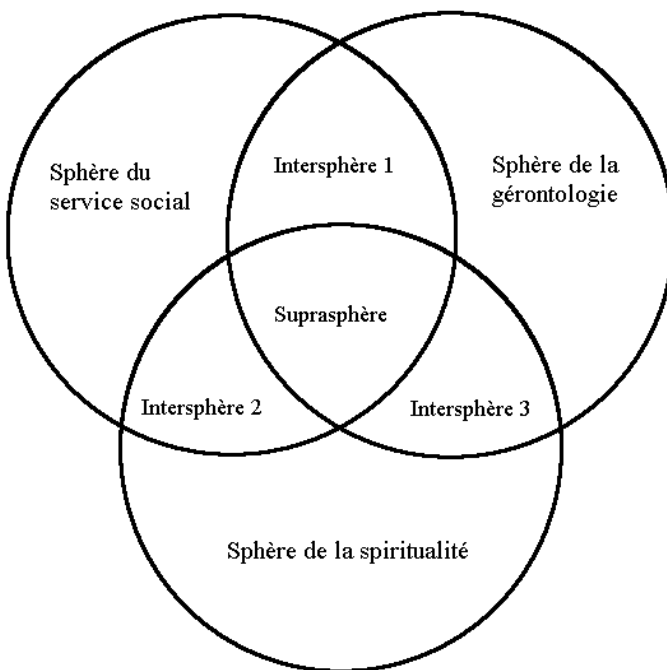 Sphère du
service social
Intersphère 1
Sphère de la
gérontologie
Suprasphère
Intersphère 2
Intersphère 3
Sphère de la spiritualité